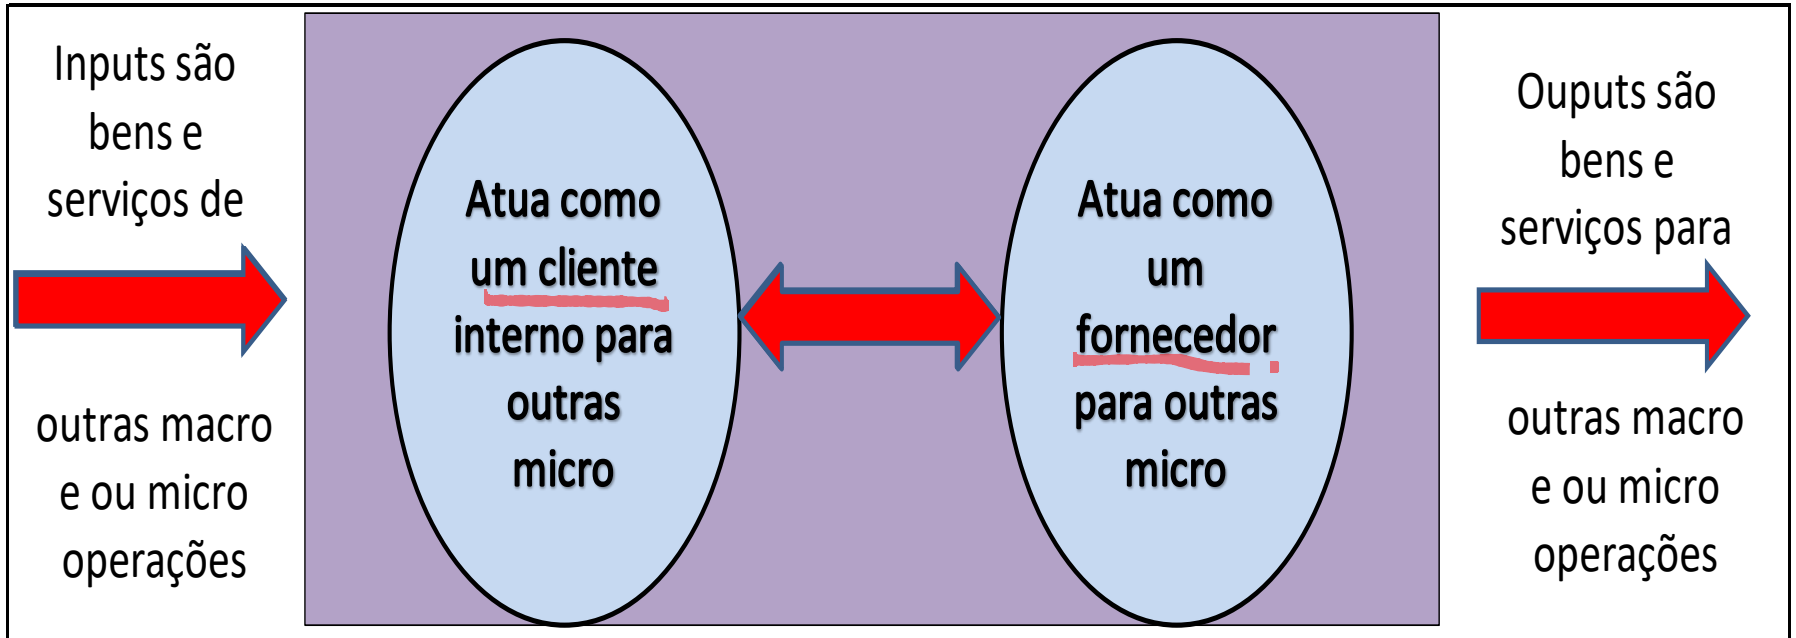 Inputs são
bens e
serviços de
outras macro
e ou micro
operações
Atua como
um cliente
interno para
outras
micro
Atua como
um
fornecedor
para outras
micro
Ouputs são
bens e
serviços para
outras macro
e ou micro
operações